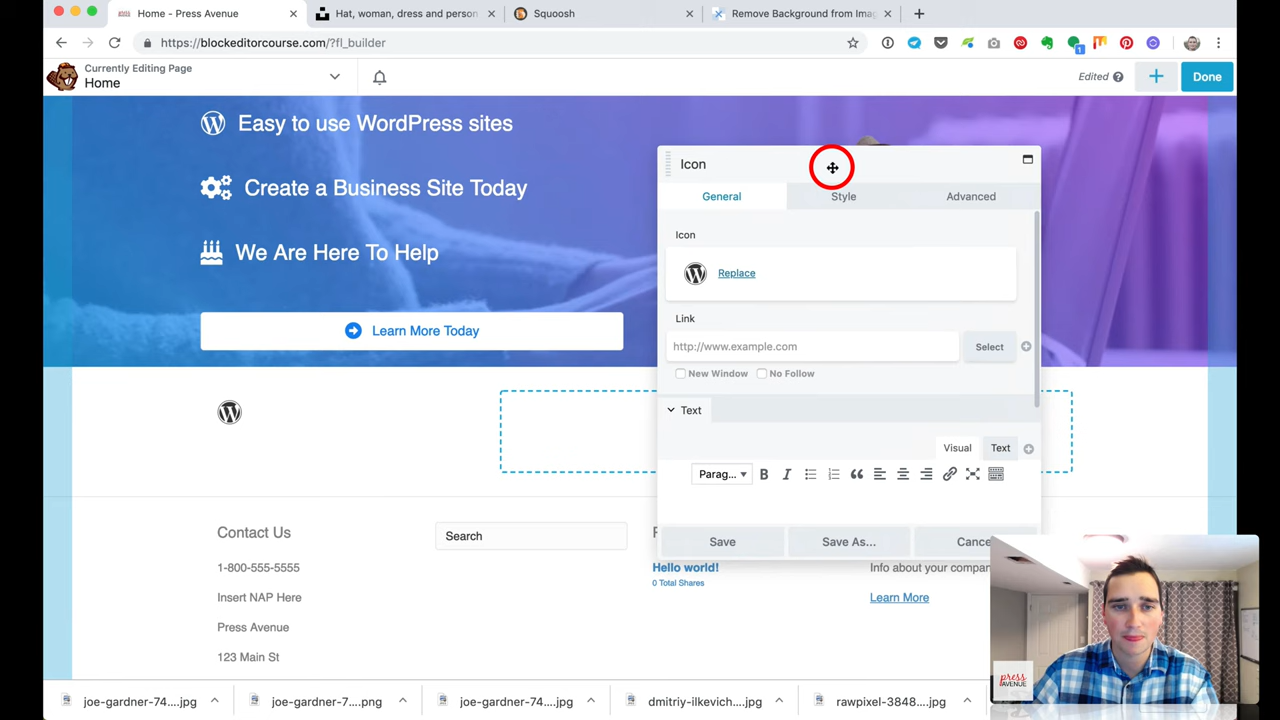 Home - Press Avenue
Hat, woman, dress and person
Squoosh
Remove Background from Imag
https://blockeditorcourse.com/?fl_builder
1
Currently Editing Page
Home
Edited
Done
Easy to use WordPress sites
Create a Business Site Today
We Are Here To Help
Learn More Today
Icon
General
Style
Advanced
Icon
Replace
Link
http://www.example.com
Select
New Window
No Follow
Text
Visual
Text
Parag...
B
I
Save
Save As...
Cance
Contact Us
1-800-555-5555
Insert NAP Here
Press Avenue
123 Main St
Search
Hello world!
0 Total Shares
Info about your compan
Learn More
press
AVENUE
joe-gardner-74....jpg
joe-gardner-7....png
joe-gardner-74....jpg
dmitriy-ilkevich....jpg
rawpixel-3848....jpg